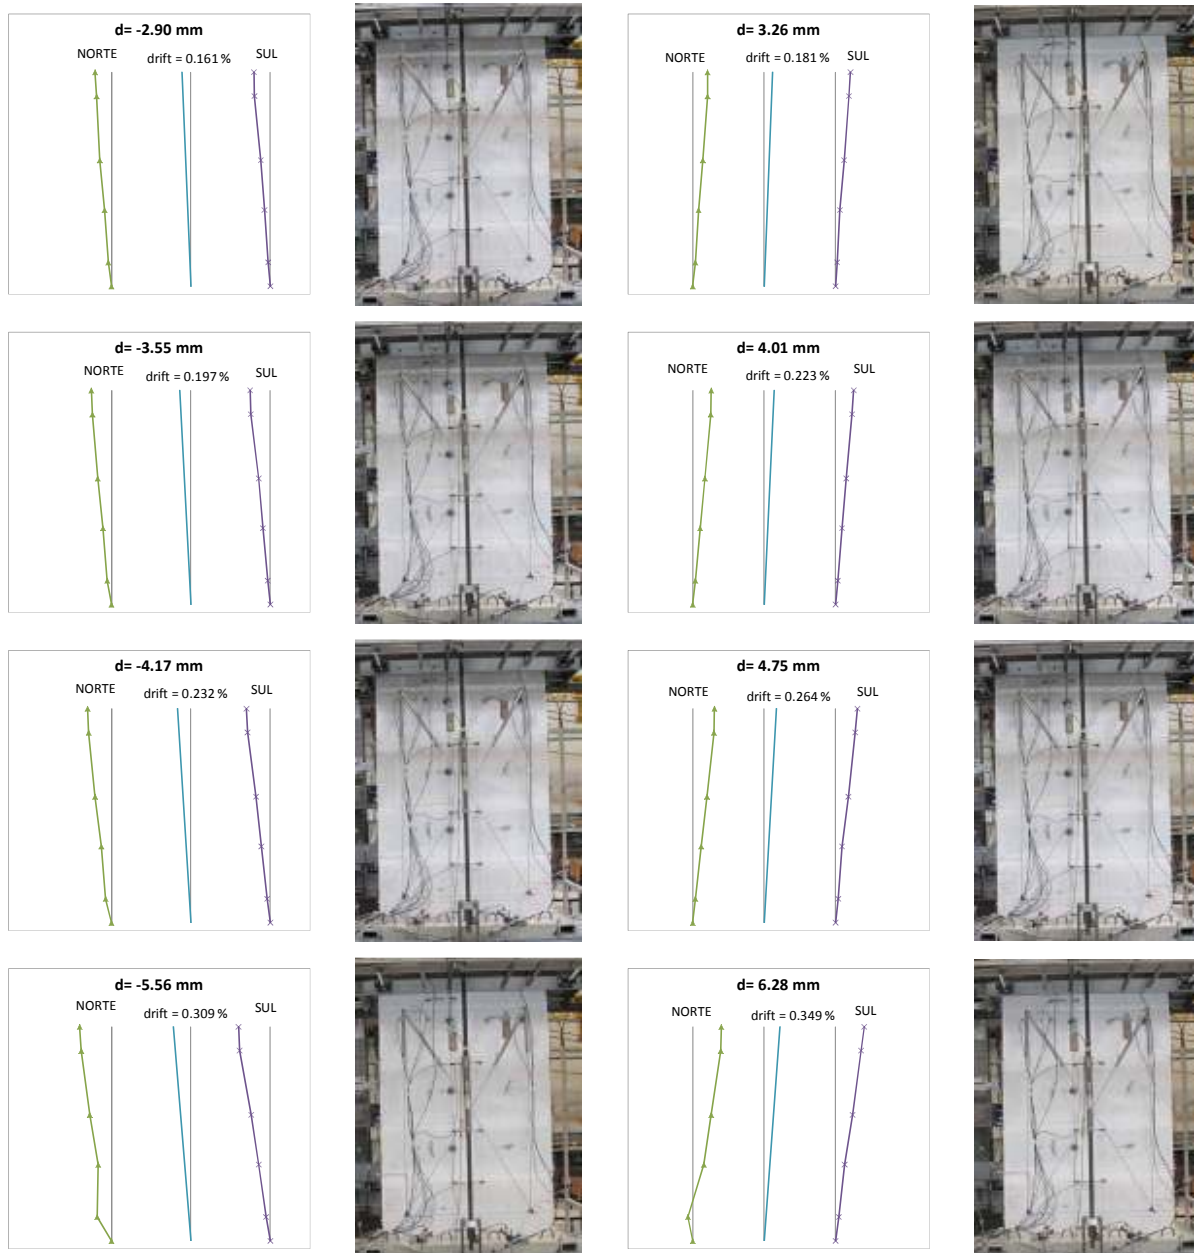 d= -2.90 mm
NORTE
drift = 0.161 %
SUL
d= 3.26 mm
NORTE
drift = 0.181 %
SUL
d= -3.55 mm
NORTE
drift = 0.197 %
SUL
d= 4.01 mm
NORTE
drift = 0.223 %
SUL
d= -4.17 mm
NORTE
drift = 0.232 %
SUL
d= 4.75 mm
NORTE
drift = 0.264 %
SUL
d= -5.56 mm
NORTE
drift = 0.309 %
SUL
d= 6.28 mm
NORTE
drift = 0.349 %
SUL